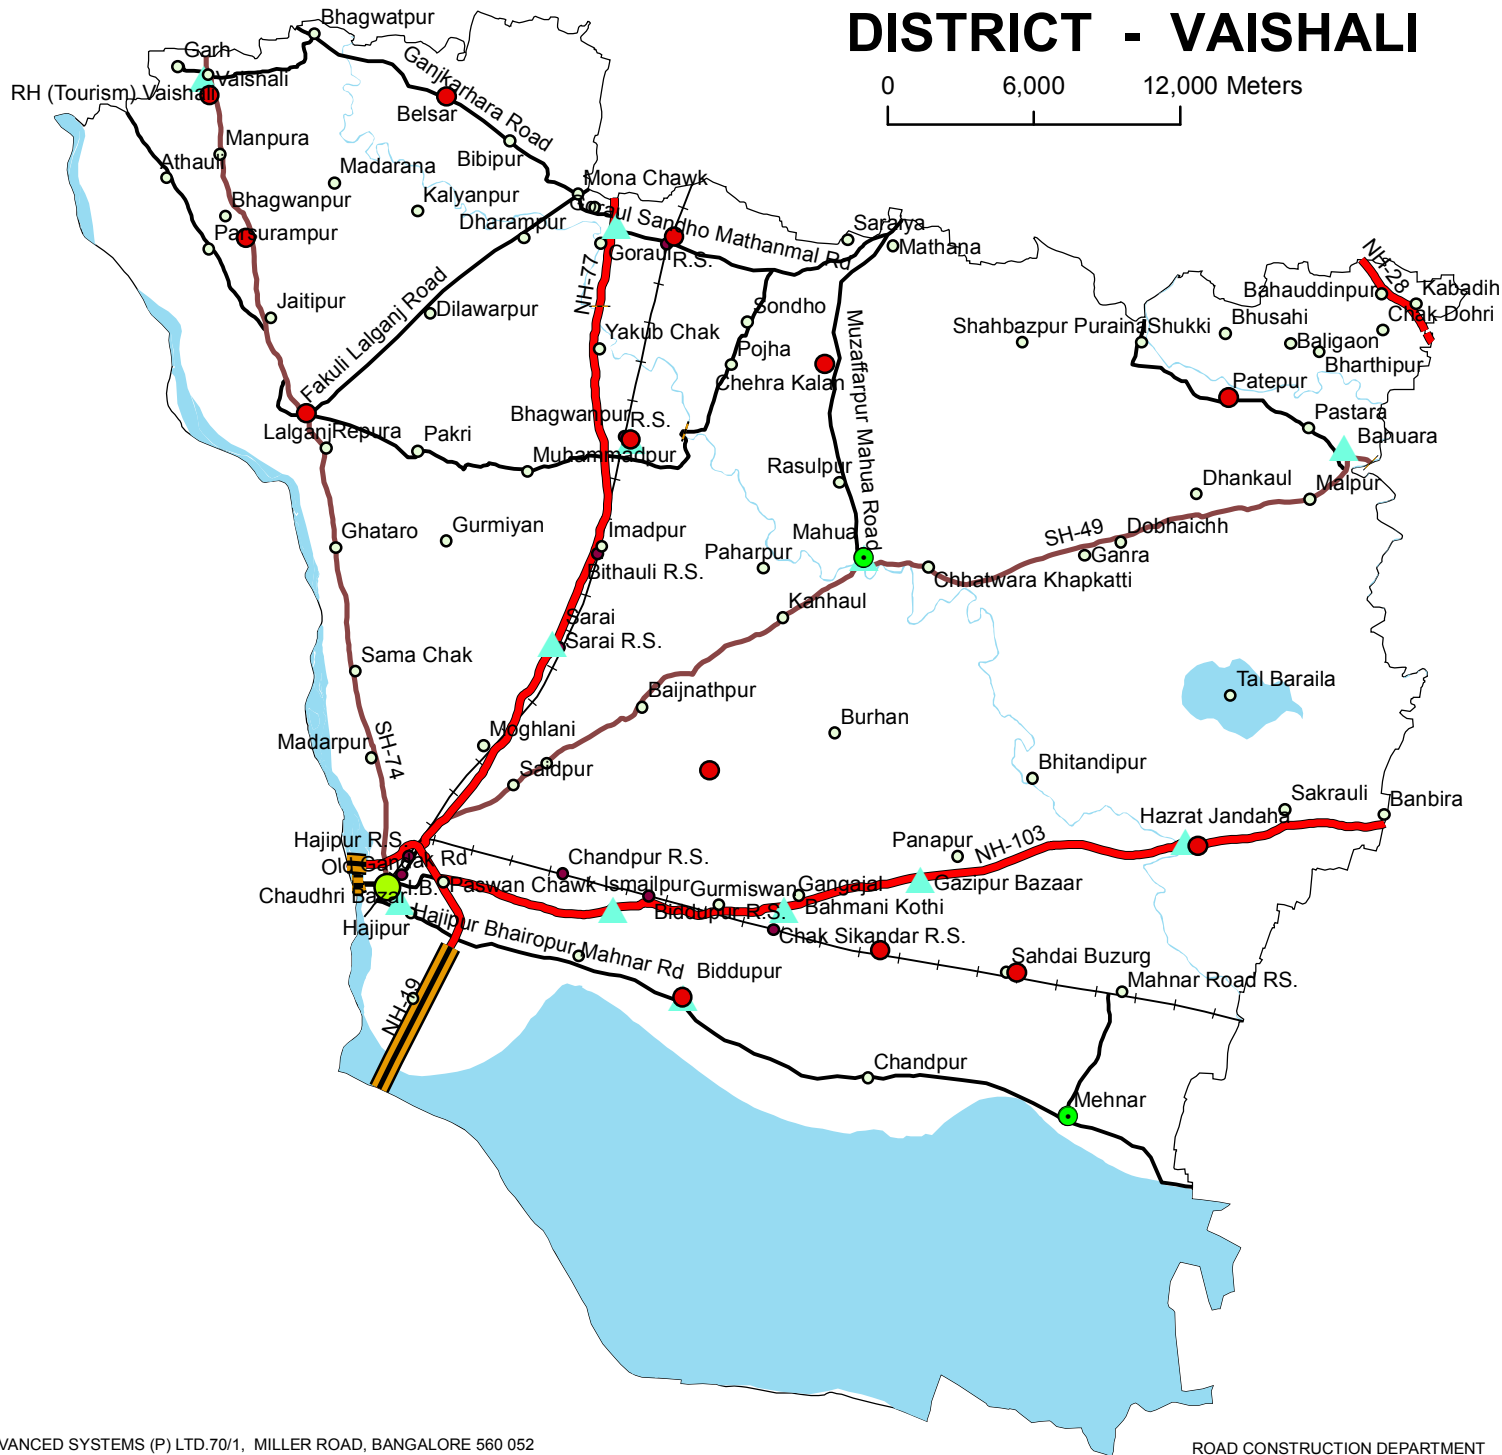 DISTRICT - VAISHALI
0 6,000 12,000 Meters
Bhagwatpur
Garh
Vaishali
RH (Tourism) Vaishali
Ganjkarhara Road
Belsar
Manpura
Bibipur
Athauli
Madarana
Mona Chawk
Kalyanpur
Bhagwanpur
Goraul Sandho Mathanmal Rd
Dharampur
Parsurampur
Saraiya
Mathana
Goraul
R.S.
NH-77
NH-28
Bahauddinpur
Kabadih
Jaitipur
Dilawarpur
Fakuli Lalganj Road
Sondho
Muzaffarpur Mahua Road
Shahbazpur Puraina
Shukki
Bhusahi
Chak Dohri
Yakub Chak
Baligaon
Pojha
Bharthipur
Chehra Kalan
Patepur
Bhagwanpur
R.S.
Pastara
Lalganj
Repura
Pakri
Bahuara
Muhammadpur
Rasulpur
Dhankaul
Malpur
Ghataro
Gurmiyan
Imadpur
Mahua
SH-49
Dobhaichh
Paharpur
Ganra
Bithauli R.S.
Chhatwara Khapkatti
Kanhaul
Sarai
Sarai R.S.
Sama Chak
Tal Baraila
Baijnathpur
Burhan
Moghlani
Madarpur
SH-74
Saidpur
Bhitandipur
Sakrauli
Banbira
Hazrat Jandaha
Hajipur R.S.
Panapur
NH-103
Old Gandak Rd
Chandpur R.S.
Chaudhri Bazar
I.B.
Paswan Chawk
Ismailpur
Gurmiswan
Gangajal
Gazipur Bazaar
Biddupur R.S.
Bahmani Kothi
Hajipur
Hajipur Bhairopur Mahnar Rd
Chak Sikandar R.S.
Sahdai Buzurg
Biddupur
Mahnar Road RS.
NH-19
Chandpur
Mehnar
VANCED SYSTEMS (P) LTD.70/1, MILLER ROAD, BANGALORE 560 052
ROAD CONSTRUCTION DEPARTMENT